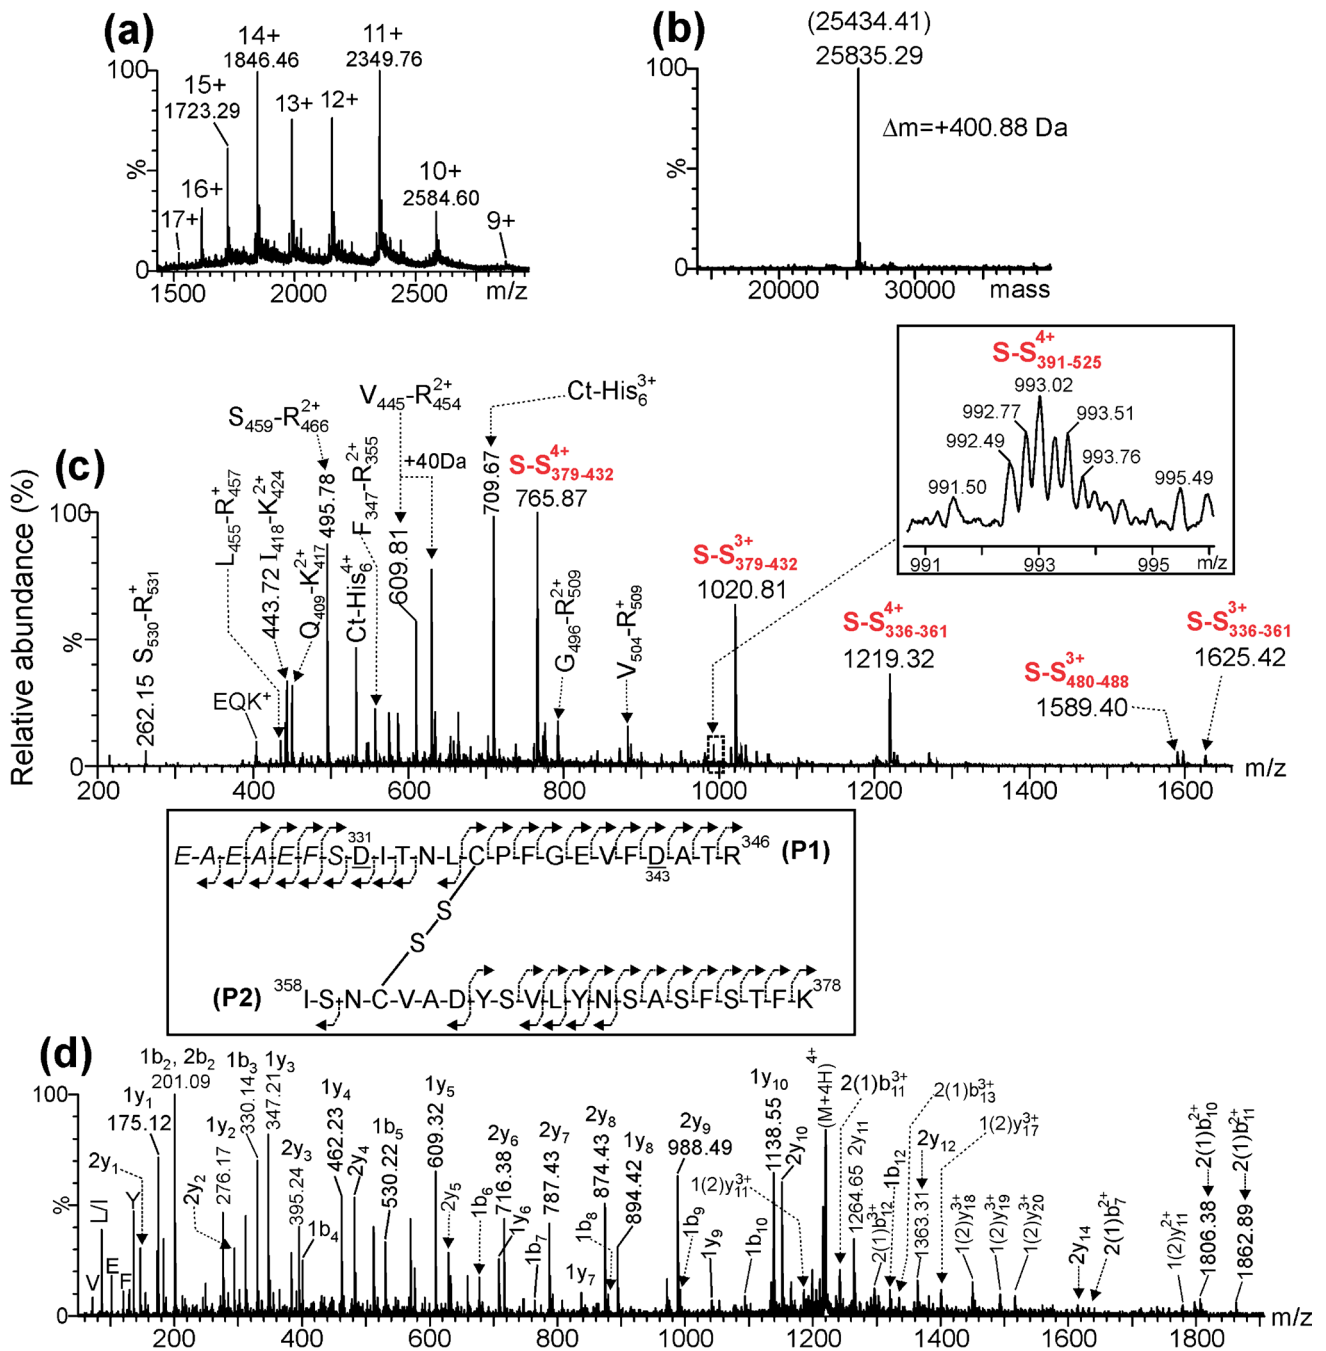 (a)
14+
1846.46
11+
2349.76
15+
1723.29
13+
12+
16+
17+
10+
2584.60
9+
100
%
0
1500
2000
2500
m/z
(b)
(25434.41)
25835.29
Δm=+400.88 Da
100
%
0
20000
30000
mass
(c)
Relative abundance (%)
100
%
0
262.15 S530-R531+
EQK+
L455-R457+
443.72 I418-K424 2+
Q409-K417 2+
S459-R466 2+
495.78
Ct-His6 4+
F347-R355 2+
V445-R454 2+
+40Da
609.81
Ct-His6 3+
709.67
S-S379-432 4+
765.87
G496-R509 2+
V504-R509+
S-S379-432 3+
1020.81
S-S336-361 4+
1219.32
S-S480-488 3+
1589.40
S-S336-361 3+
1625.42
200
400
600
800
1000
1200
1400
1600
m/z
S-S391-525 4+
993.02
992.77
993.51
992.49
993.76
991.50
995.49
991
993
995
m/z
331
E-A-E-A-E-F-S-D-I-T-N-L-C-P-F-G-E-V-F-D-A-T-R
346
(P1)
343
S
S
(P2)
358
I-S-N-C-V-A-D-Y-S-V-L-Y-N-S-A-S-F-S-T-F-K
378
(d)
100
%
0
V
L/I
E
F
Y
2y1
1y1
175.12
1b2, 2b2
201.09
2y2
1y2
276.17
1b3
330.14
1y3
347.21
2y3
395.24
1b4
1y4
462.23
2y4
1b5
530.22
1y5
609.32
2y5
1b6
2y6
716.38
1y6
1b7
2y7
787.43
1y7
1b8
2y8
874.43
1y8
894.42
2y9
988.49
1b9
1y9
1b10
1y10
1138.55
2y10
1(2)y11 3+
(M+4H)4+
2(1)b11 3+
1264.65 2y11
2(1)b12 3+
1b12
2(1)b13 3+
2y12
1363.31
1(2)y17 3+
1(2)y18 3+
1(2)y19 3+
1(2)y20 3+
2y14
2(1)b7 2+
1(2)y11 2+
1806.38
2(1)b10 2+
1862.89
2(1)b11 2+
200
400
600
800
1000
1200
1400
1600
1800
m/z